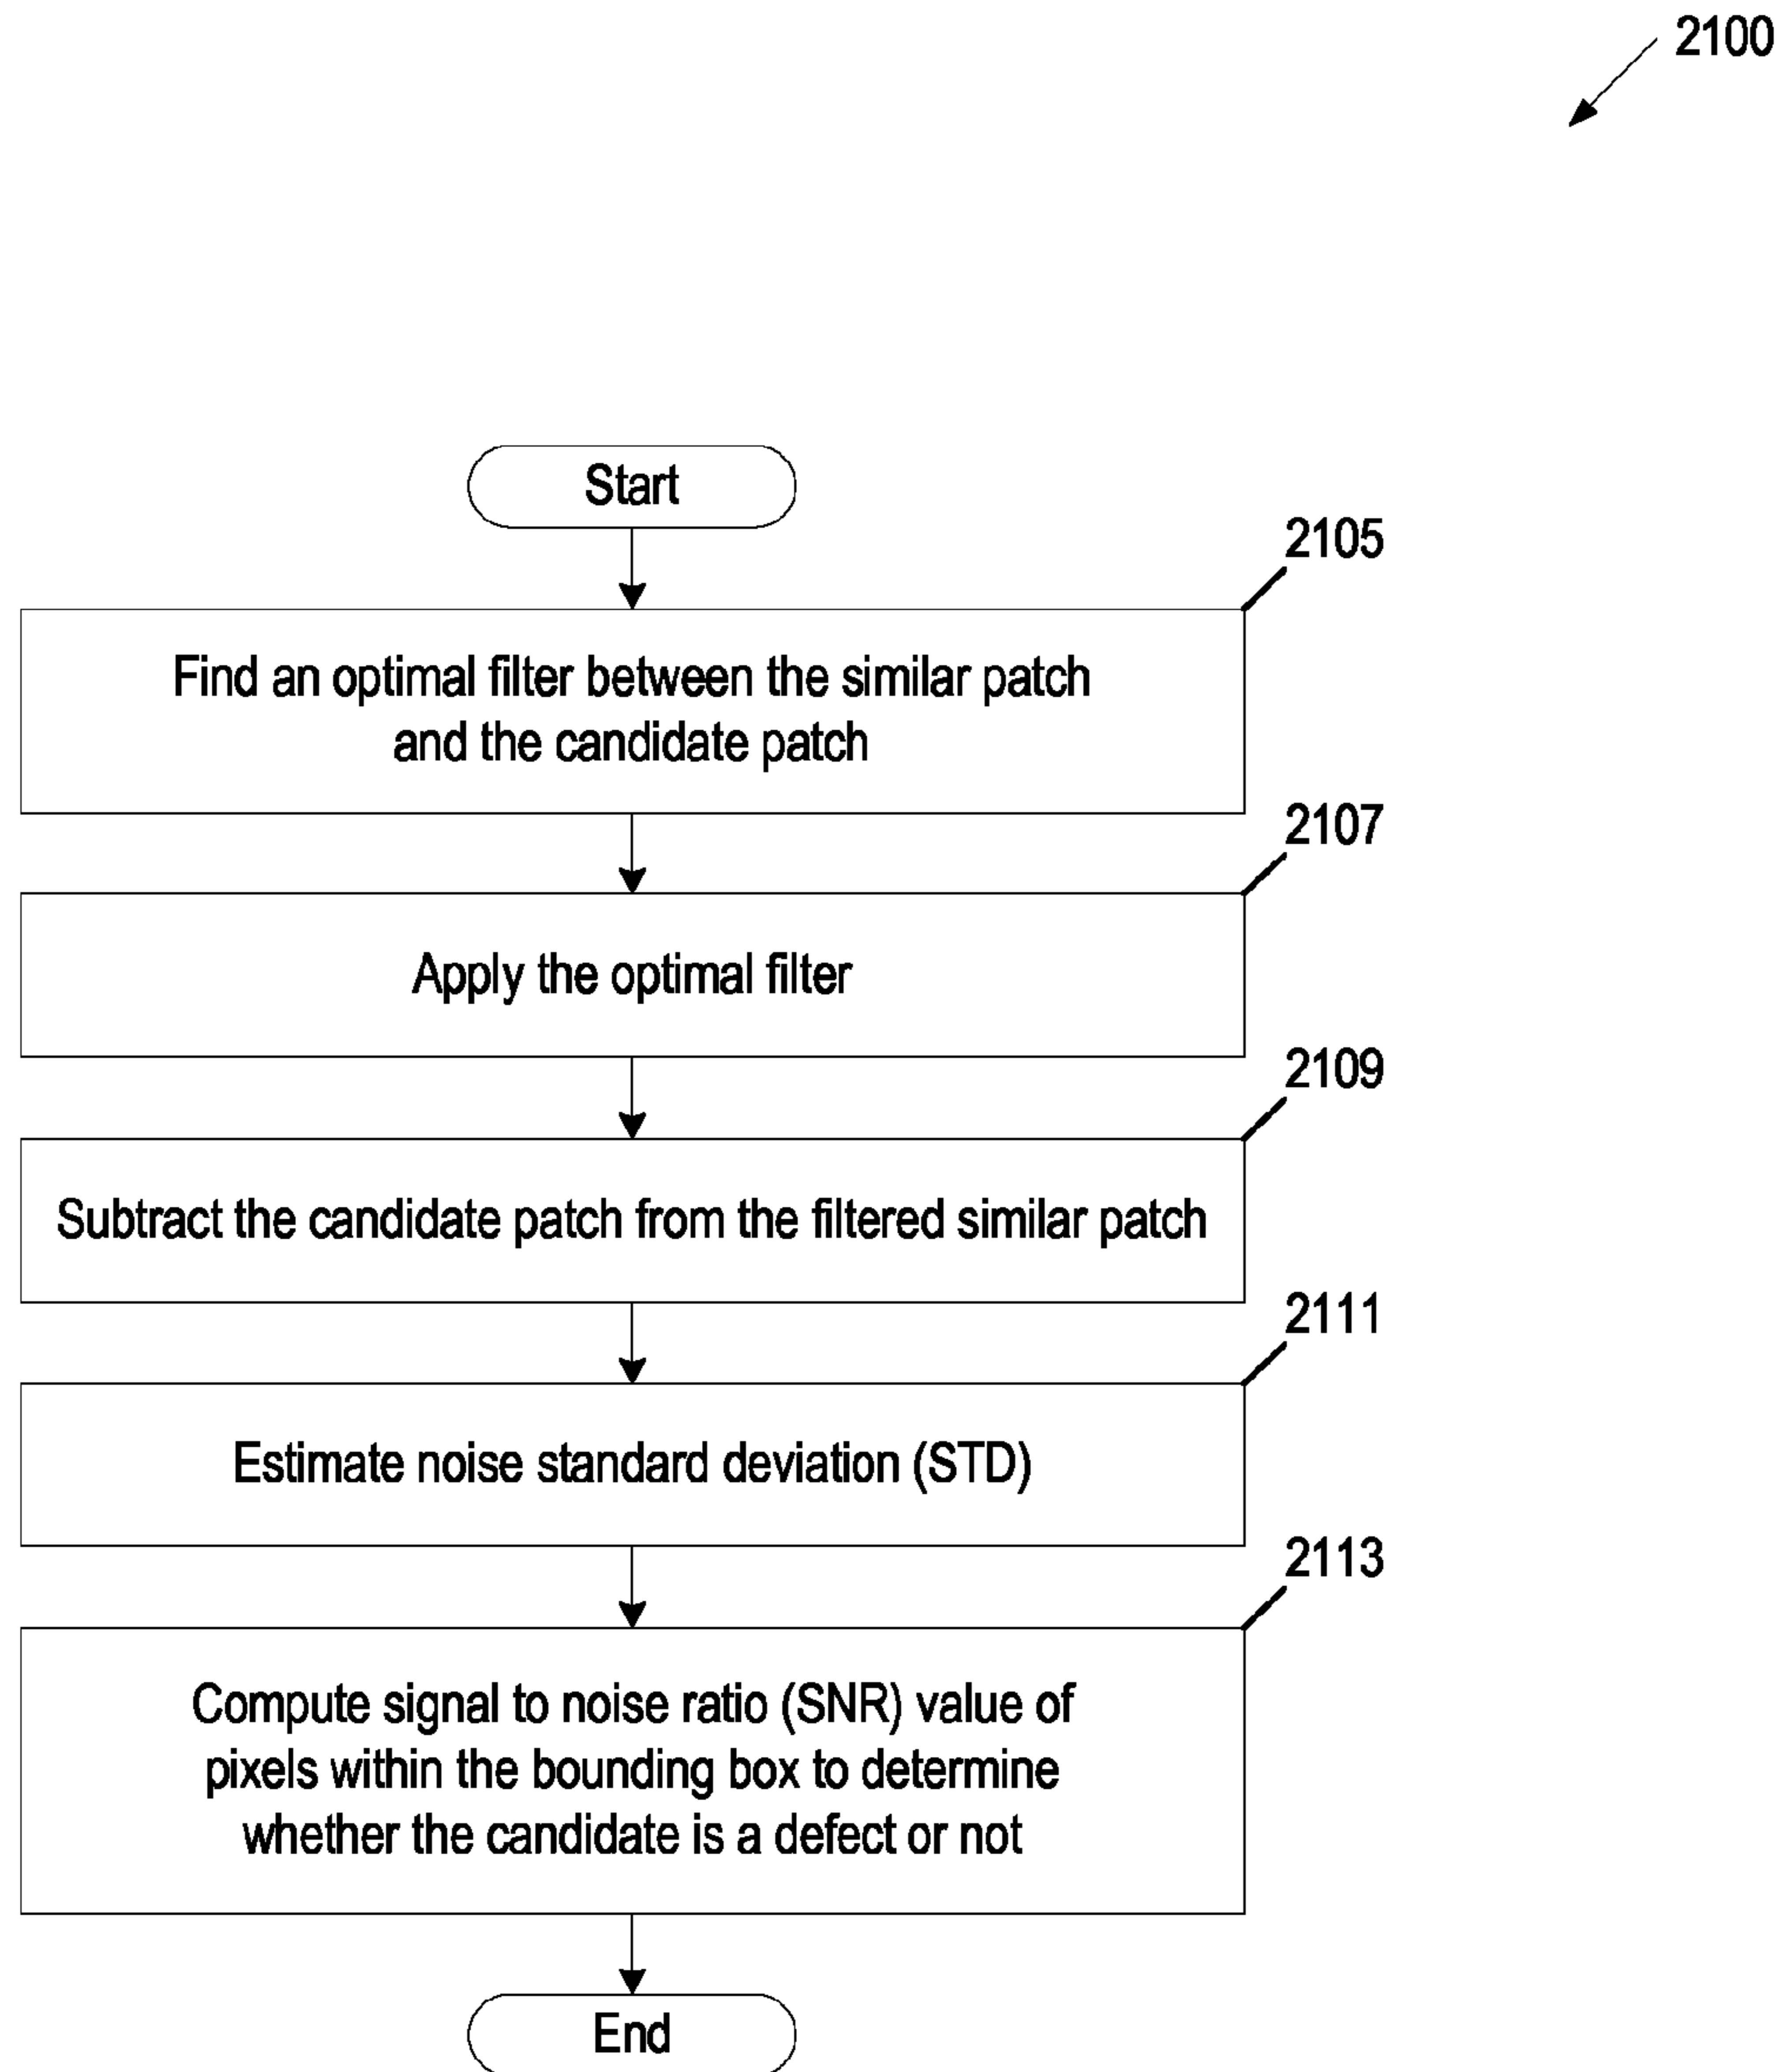 2100
Start
2105
Find an optimal filter between the similar patch
and the candidate patch
2107
Apply the optimal filter
2109
Subtract the candidate patch from the filtered similar patch
2111
Estimate noise standard deviation (STD)
2113
Compute signal to noise ratio (SNR) value of
pixels within the bounding box to determine
whether the candidate is a defect or not
End